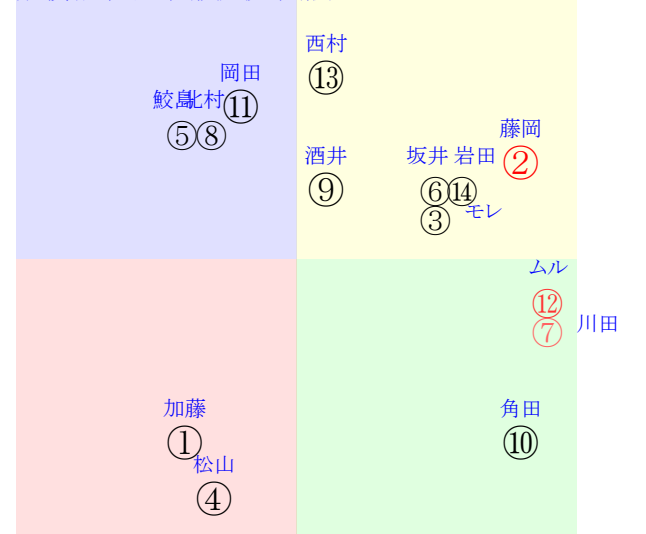 西村
⑬
岡田
鮫島 北村 ⑪
⑤⑧
藤岡
酒井 坂井 岩田 ②
⑨ ⑥⑭
③ モレ
ムル
⑫
⑦ 川田
加藤 角田
① ⑩
松山
④